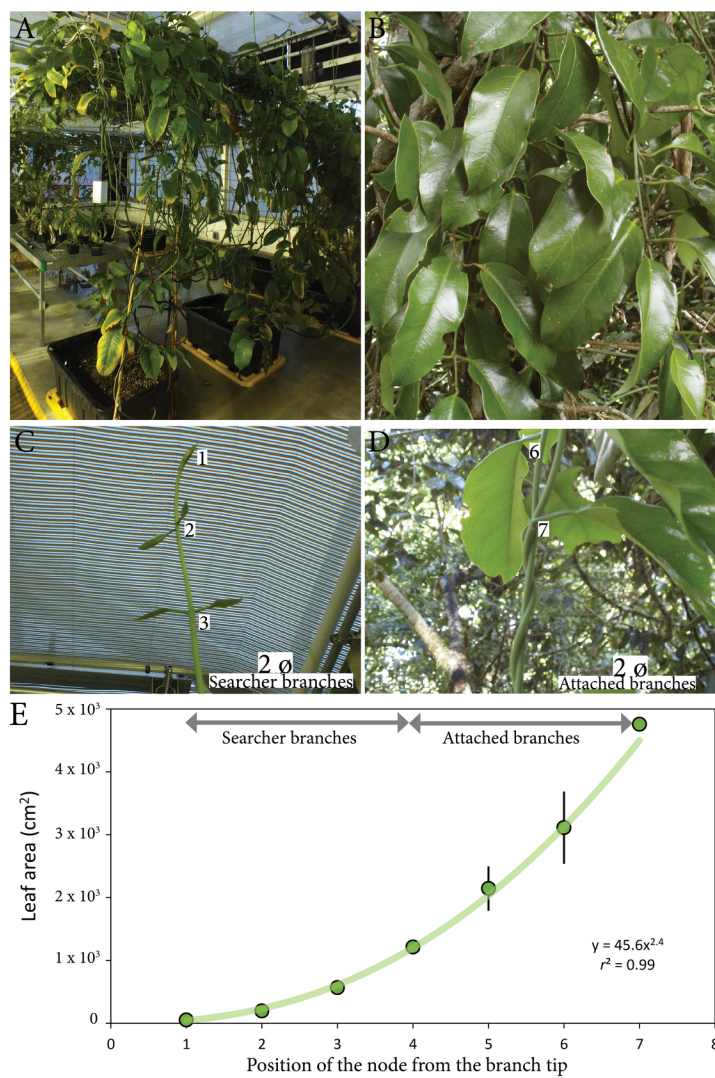 A
B
C
1
2
3
2 ø
Searcher branches
D
6
7
2 ø
Attached branches
E
5 x 10³
4 x 10³
3 x 10³
2 x 10³
1 x 10³
0
Leaf area (cm²)
Searcher branches
Attached branches
y = 45.6x²·⁴
r² = 0.99
0 1 2 3 4 5 6 7 8
Position of the node from the branch tip